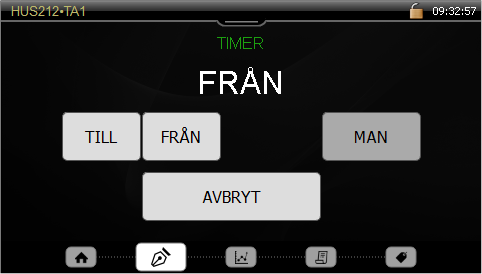 HUS212•TA1 09:32:57
TIMER
FRÅN
TILL FRÅN MAN
AVBRYT